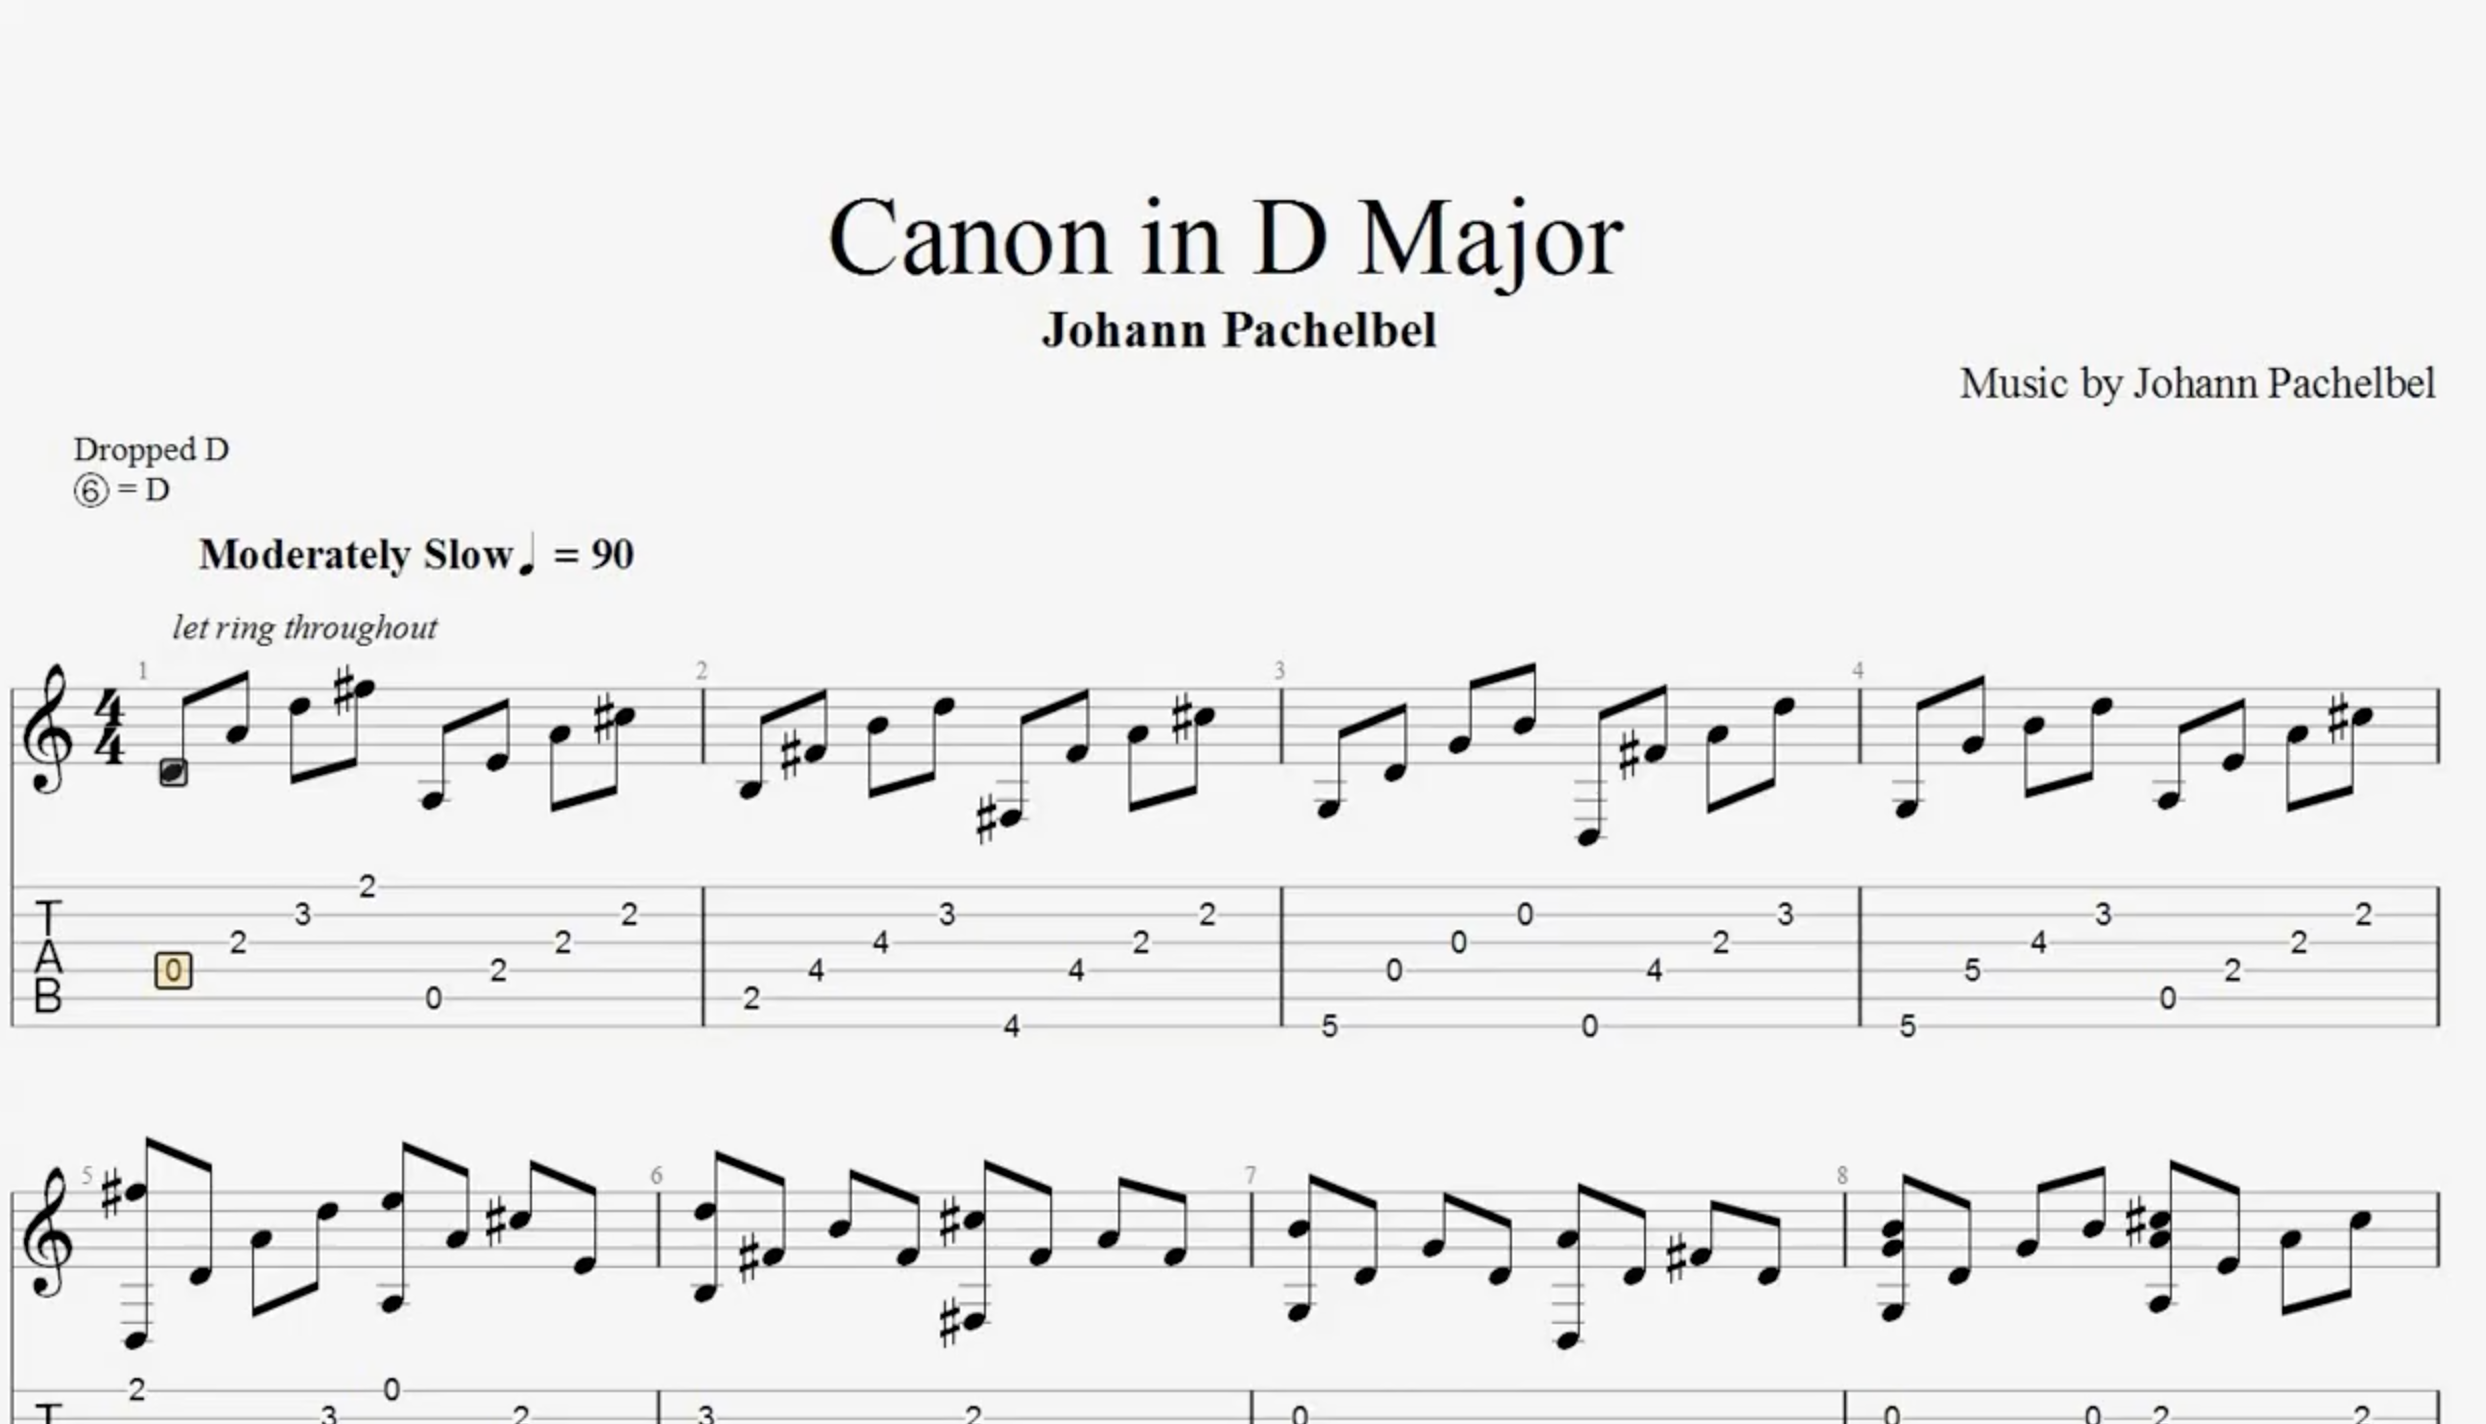 Canon in D Major
Johann Pachelbel
Music by Johann Pachelbel
Dropped D
⑥ = D
Moderately Slow ♩ = 90
let ring throughout
1 2 3 4
4
4
2
T 3 2 3 2 0 3 3 2
A 2 2 4 2 0 2 4 2
0 2 4 4 0 4 5 2
B 0 2 0
4 5 0 5
5 6 7 8
2 0
T 3 2 3 2 0 0 0 2 2